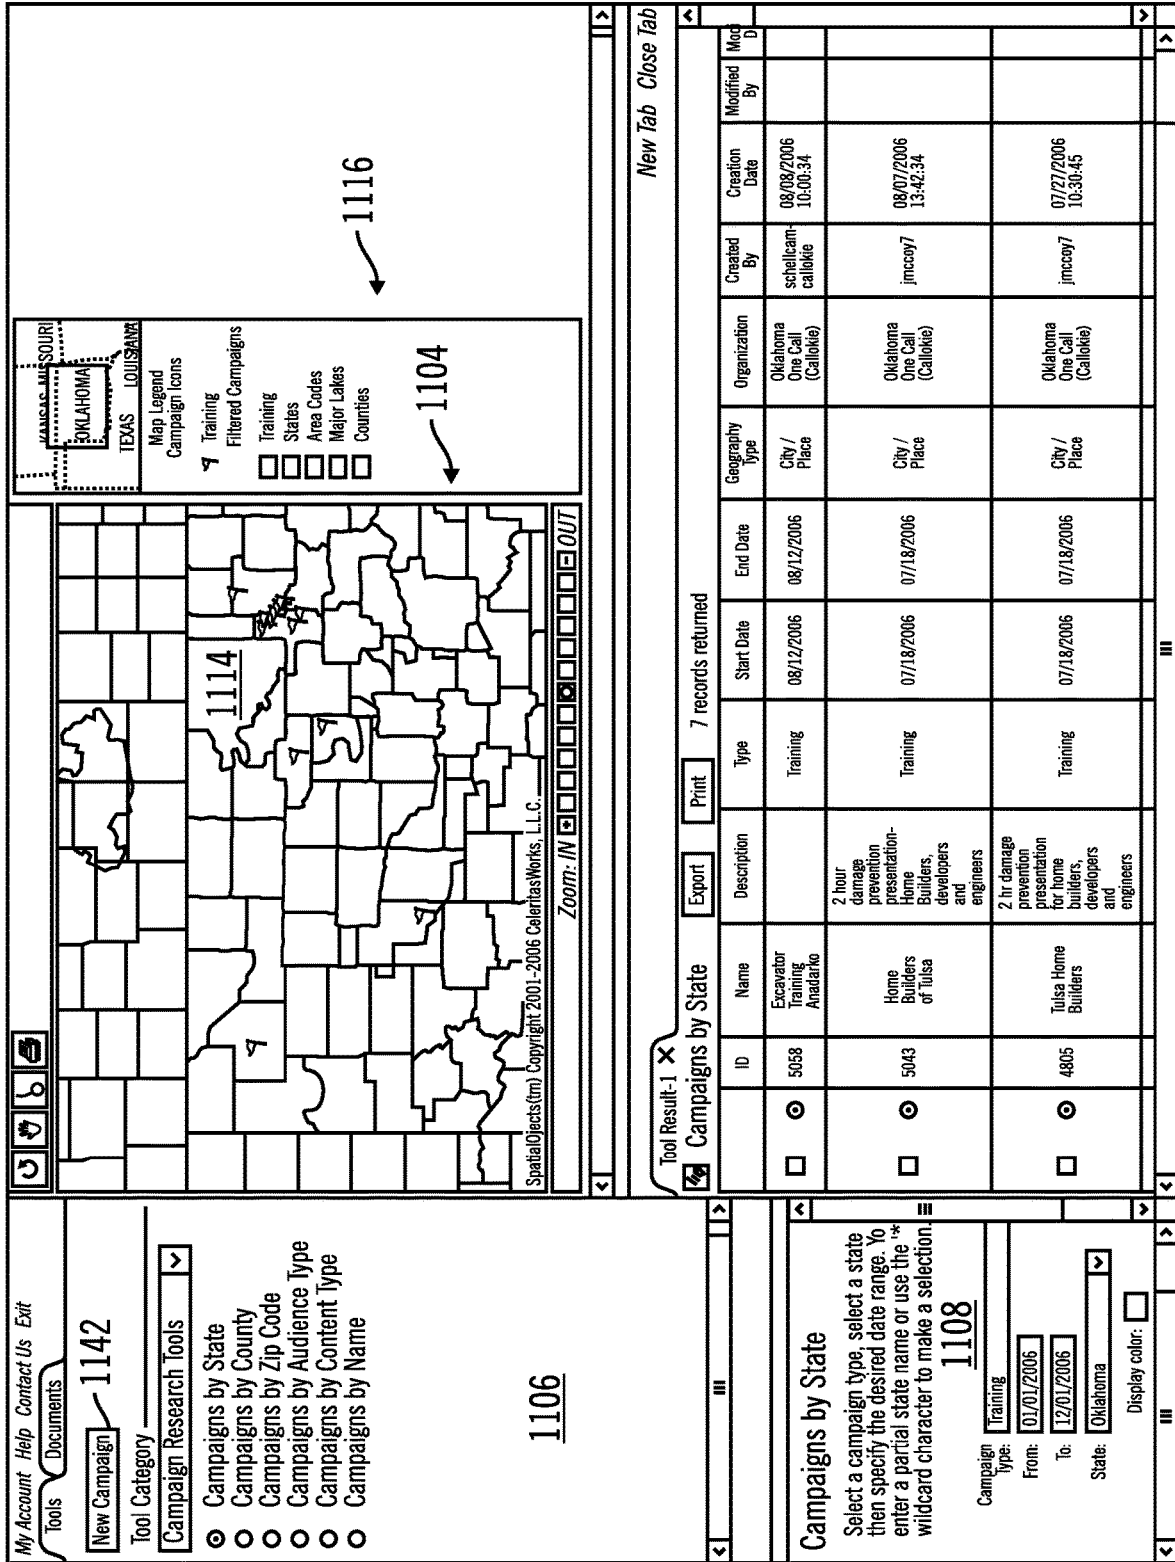 My Account Help Contact Us Exit
Tools Documents
New Campaign 1142
Tool Category
Campaign Research Tools
Campaigns by State
Campaigns by County
Campaigns by Zip Code
Campaigns by Audience Type
Campaigns by Content Type
Campaigns by Name
1106
Campaigns by State
Select a campaign type, select a state
then specify the desired date range. Yo
enter a partial state name or use the '*
wildcard character to make a selection.
1108
Campaign Type: Training
From: 01/01/2006
To: 12/01/2006
State: Oklahoma
Display color:
1114
SpatialOjects(tm) Copyright 2001-2006 CeleritasWorks, L.L.C.
Zoom: IN OUT
KANSAS MISSOURI
OKLAHOMA
TEXAS LOUISIANA
Map Legend
Campaign Icons
Training
Filtered Campaigns
Training
States
Area Codes
Major Lakes
Counties
1104
1116
Tool Result-1 X New Tab Close Tab
Campaigns by State Export Print 7 records returned
ID Name Description Type Start Date End Date Geography Type Organization Created By Creation Date Modified By Modi D
5058 Excavator Training Anadarko Training 08/12/2006 08/12/2006 City / Place Oklahoma One Call (Callokie) schellcam-callokie 08/08/2006 10:00:34
5043 Home Builders of Tulsa 2 hour damage prevention presentation- Home Builders, developers and engineers Training 07/18/2006 07/18/2006 City / Place Oklahoma One Call (Callokie) jmccoy7 08/07/2006 13:42:34
4805 Tulsa Home Builders 2 hr damage prevention presentation for home builders, developers and engineers Training 07/18/2006 07/18/2006 City / Place Oklahoma One Call (Callokie) jmccoy7 07/27/2006 10:30:45